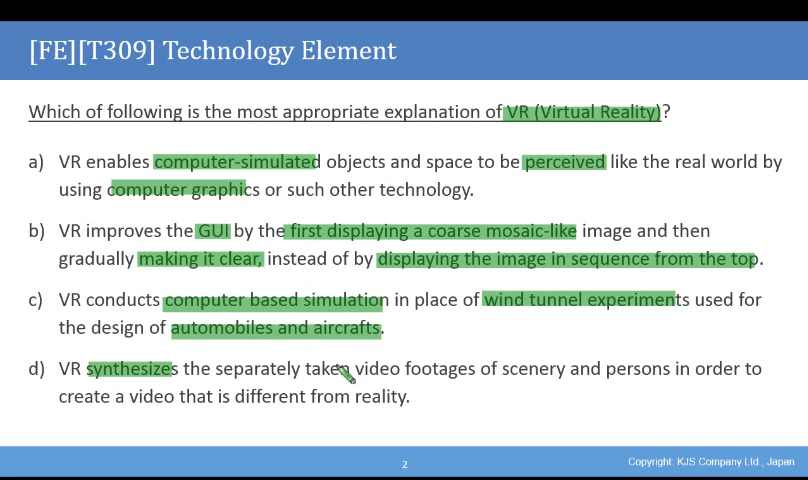 [FE][T309] Technology Element
Which of following is the most appropriate explanation of VR (Virtual Reality)?
a) VR enables computer-simulated objects and space to be perceived like the real world by
using computer graphics or such other technology.
b) VR improves the GUI by the first displaying a coarse mosaic-like image and then
gradually making it clear, instead of by displaying the image in sequence from the top.
c) VR conducts computer based simulation in place of wind tunnel experiments used for
the design of automobiles and aircrafts.
d) VR synthesizes the separately taken video footages of scenery and persons in order to
create a video that is different from reality.
2
Copyright: KJS Company Ltd., Japan